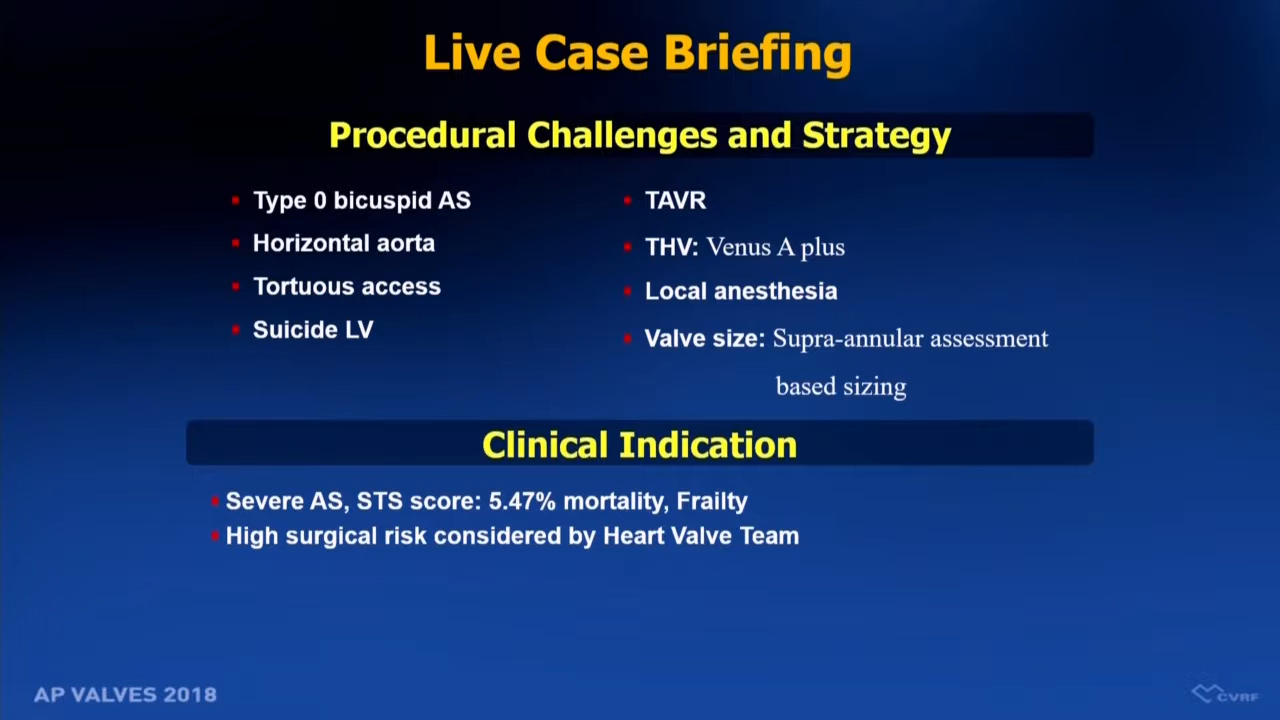 Live Case Briefing
Procedural Challenges and Strategy
Type 0 bicuspid AS
Horizontal aorta
Tortuous access
Suicide LV
TAVR
THV: Venus A plus
Local anesthesia
Valve size: Supra-annular assessment
based sizing
Clinical Indication
Severe AS, STS score: 5.47% mortality, Frailty
High surgical risk considered by Heart Valve Team
AP VALVES 2018
CVRF